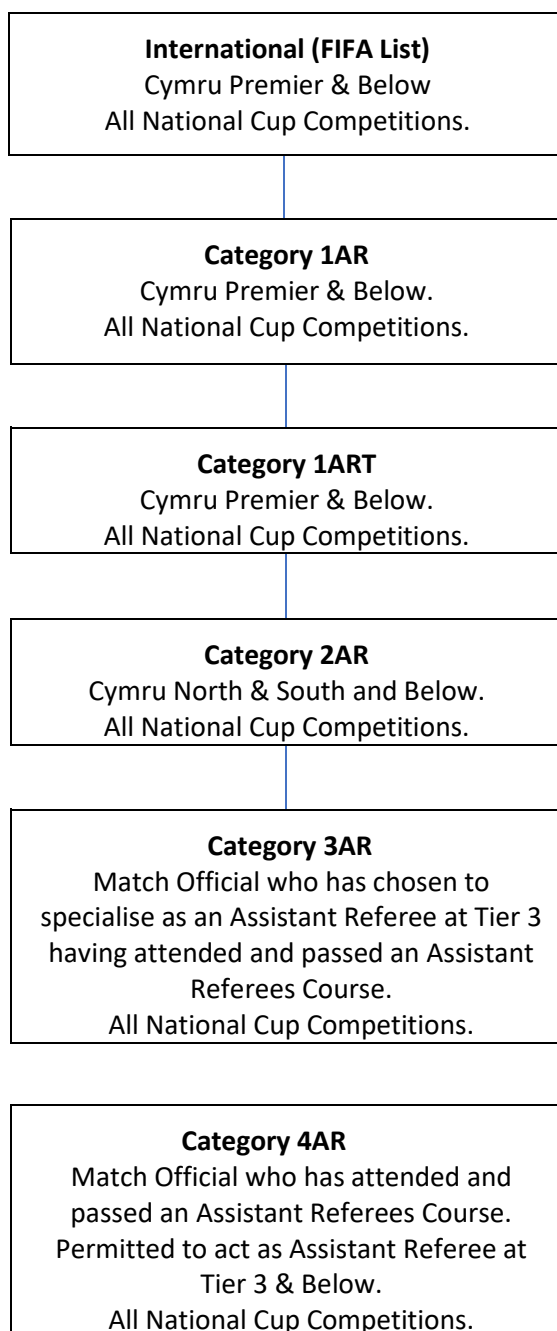 International (FIFA List)
Cymru Premier & Below
All National Cup Competitions.
Category 1AR
Cymru Premier & Below.
All National Cup Competitions.
Category 1ART
Cymru Premier & Below.
All National Cup Competitions.
Category 2AR
Cymru North & South and Below.
All National Cup Competitions.
Category 3AR
Match Official who has chosen to
specialise as an Assistant Referee at Tier 3
having attended and passed an Assistant
Referees Course.
All National Cup Competitions.
Category 4AR
Match Official who has attended and
passed an Assistant Referees Course.
Permitted to act as Assistant Referee at
Tier 3 & Below.
All National Cup Competitions.